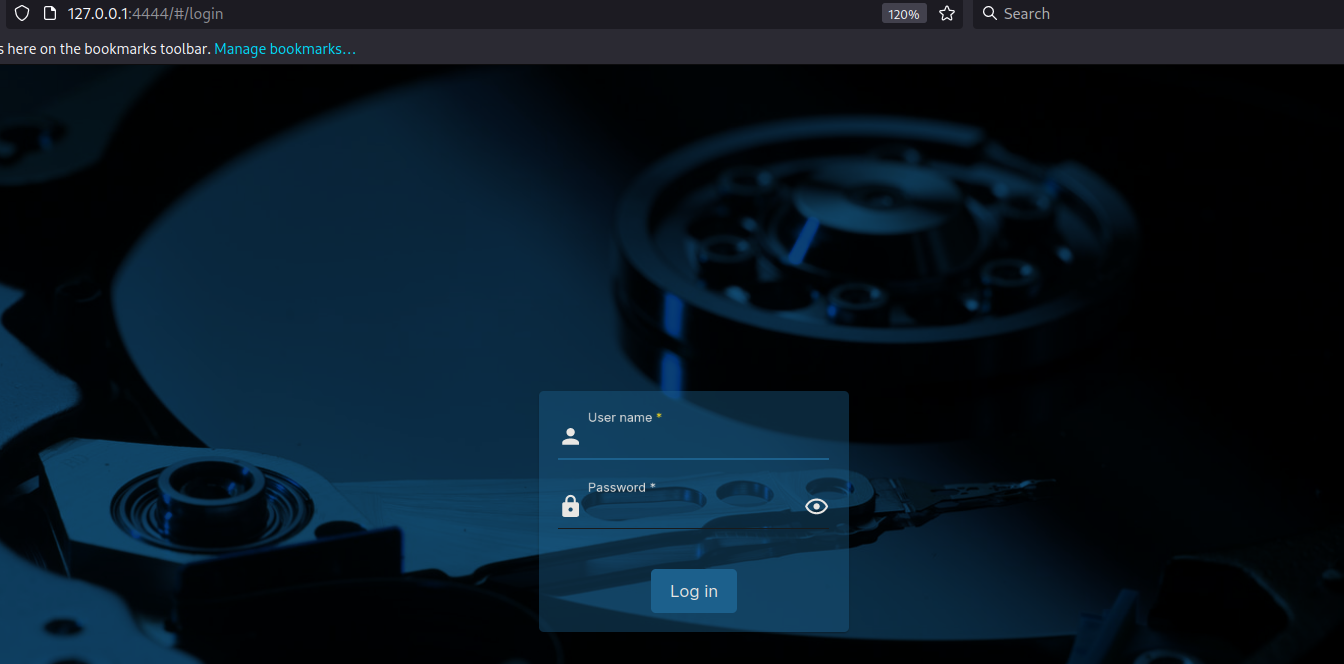 127.0.0.1:4444/#/login 120% Search
s here on the bookmarks toolbar. Manage bookmarks…
User name *
Password *
Log in